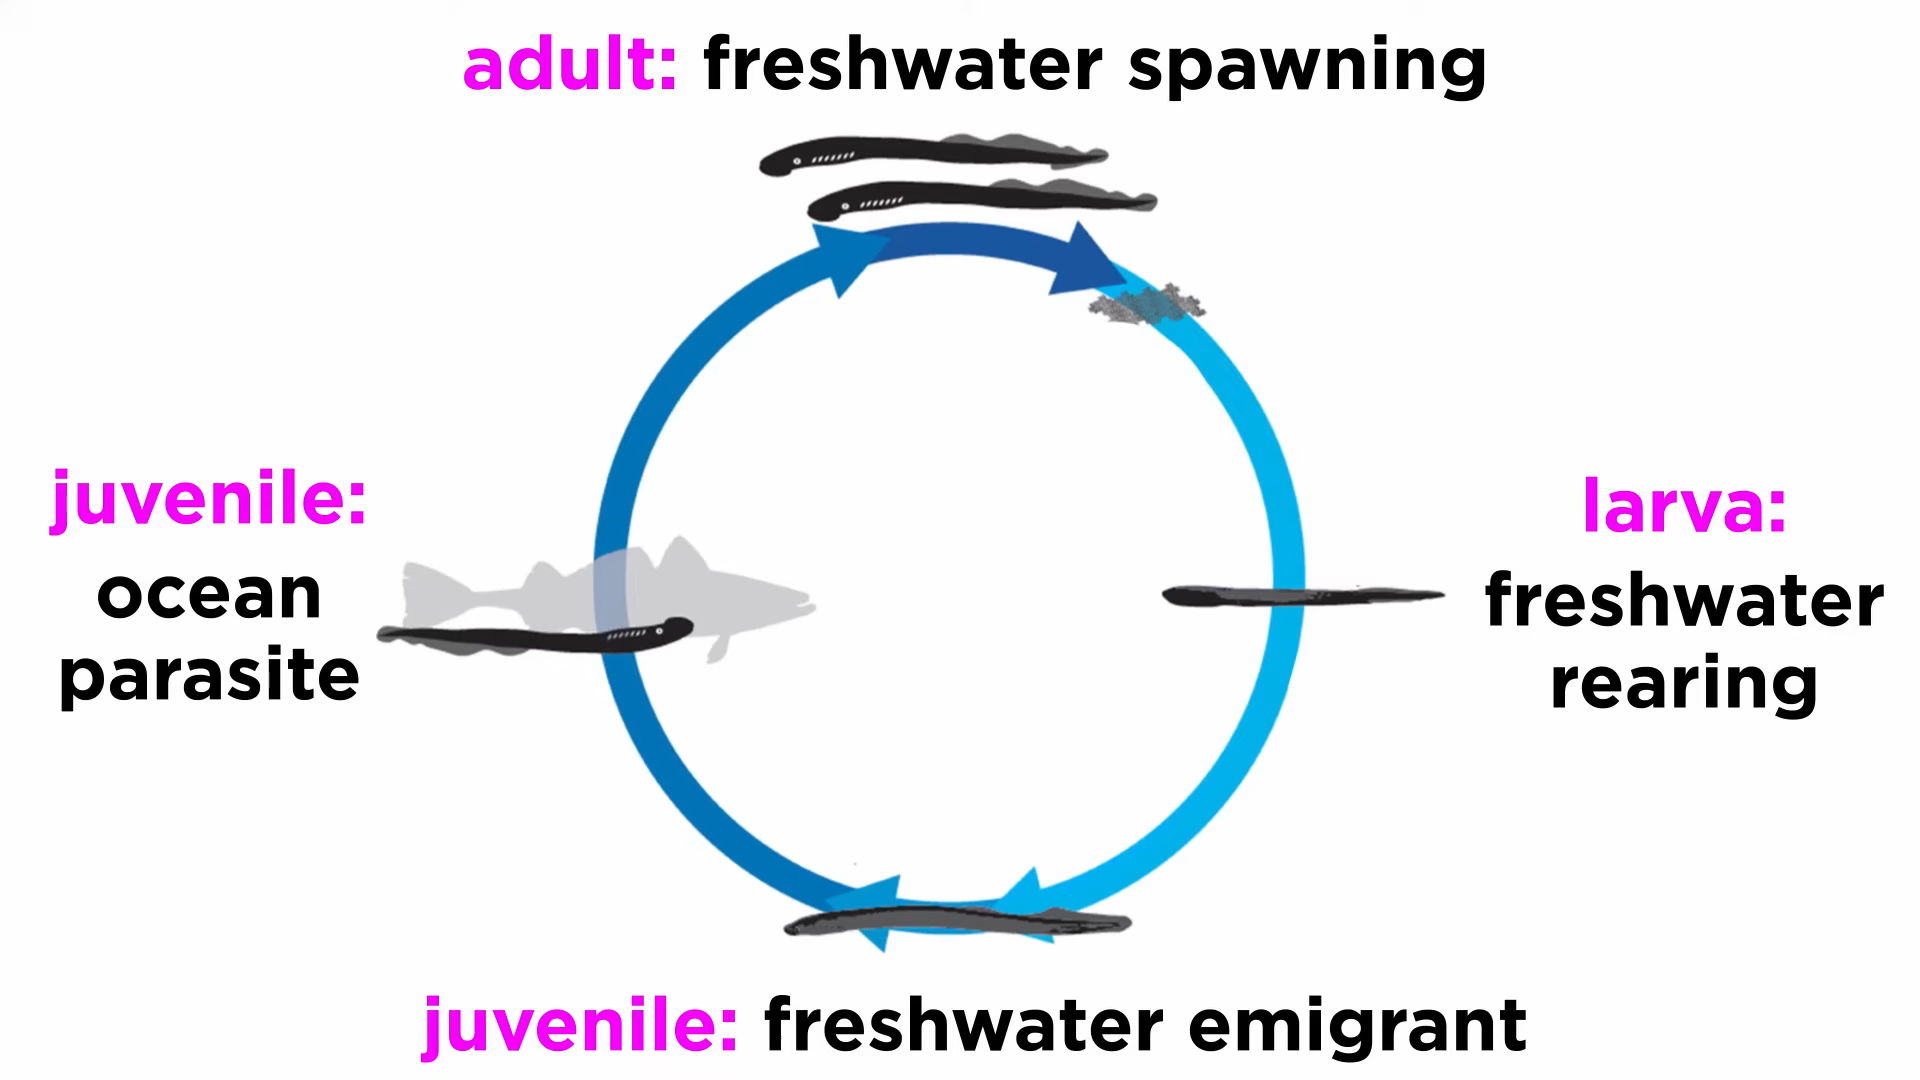 adult: freshwater spawning
juvenile:
ocean
parasite
larva:
freshwater
rearing
juvenile: freshwater emigrant